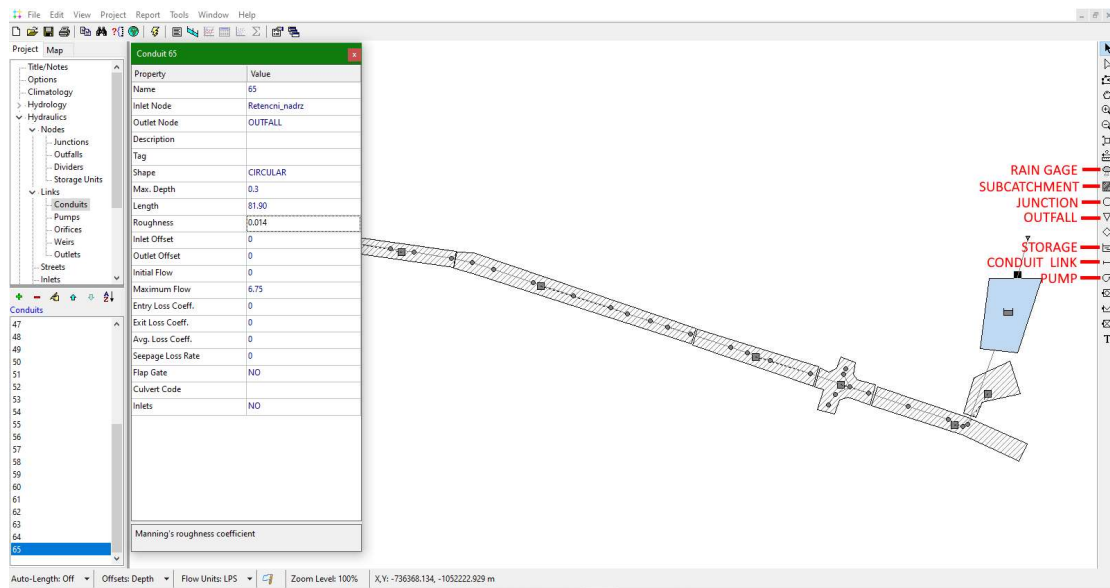 File Edit View Project Report Tools Window Help
Project Map
Title/Notes
Options
Climatology
Hydrology
Hydraulics
Nodes
Junctions
Outfalls
Dividers
Storage Units
Links
Conduits
Pumps
Orifices
Weirs
Outlets
Streets
Inlets
Conduits
47
48
49
50
51
52
53
54
55
56
57
58
59
60
61
62
63
64
65
Conduit 65
Property Value
Name 65
Inlet Node Retencni_nadrz
Outlet Node OUTFALL
Description
Tag
Shape CIRCULAR
Max. Depth 0.3
Length 81.90
Roughness 0.014
Inlet Offset 0
Outlet Offset 0
Initial Flow 0
Maximum Flow 6.75
Entry Loss Coeff. 0
Exit Loss Coeff. 0
Avg. Loss Coeff. 0
Seepage Loss Rate 0
Flap Gate NO
Culvert Code
Inlets NO
Manning's roughness coefficient
RAIN GAGE
SUBCATCHMENT
JUNCTION
OUTFALL
STORAGE
CONDUIT LINK
PUMP
T
Auto-Length: Off Offsets: Depth Flow Units: LPS Zoom Level: 100% X,Y: -736368.134, -1052222.929 m